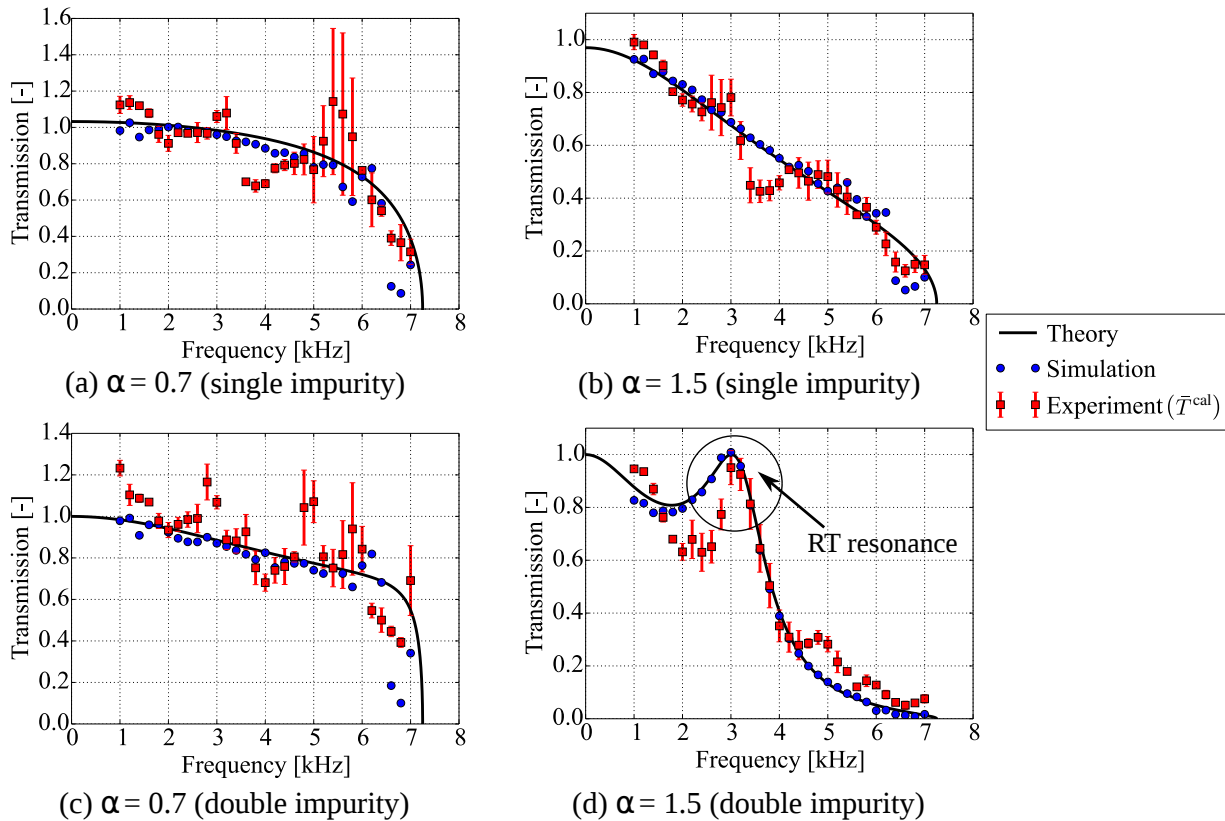 1.6
1.4
1.2
1.0
0.8
0.6
0.4
0.2
0.0
Transmission [-]
1 2 3 4 5 6 7 8
Frequency [kHz]
(a) α = 0.7 (single impurity)
1.0
0.8
0.6
0.4
0.2
0.0
Transmission [-]
1 2 3 4 5 6 7 8
Frequency [kHz]
(b) α = 1.5 (single impurity)
Theory
Simulation
Experiment (T̄^cal)
1.4
1.2
1.0
0.8
0.6
0.4
0.2
0.0
Transmission [-]
1 2 3 4 5 6 7 8
Frequency [kHz]
(c) α = 0.7 (double impurity)
1.0
0.8
0.6
0.4
0.2
0.0
Transmission [-]
RT resonance
1 2 3 4 5 6 7 8
Frequency [kHz]
(d) α = 1.5 (double impurity)